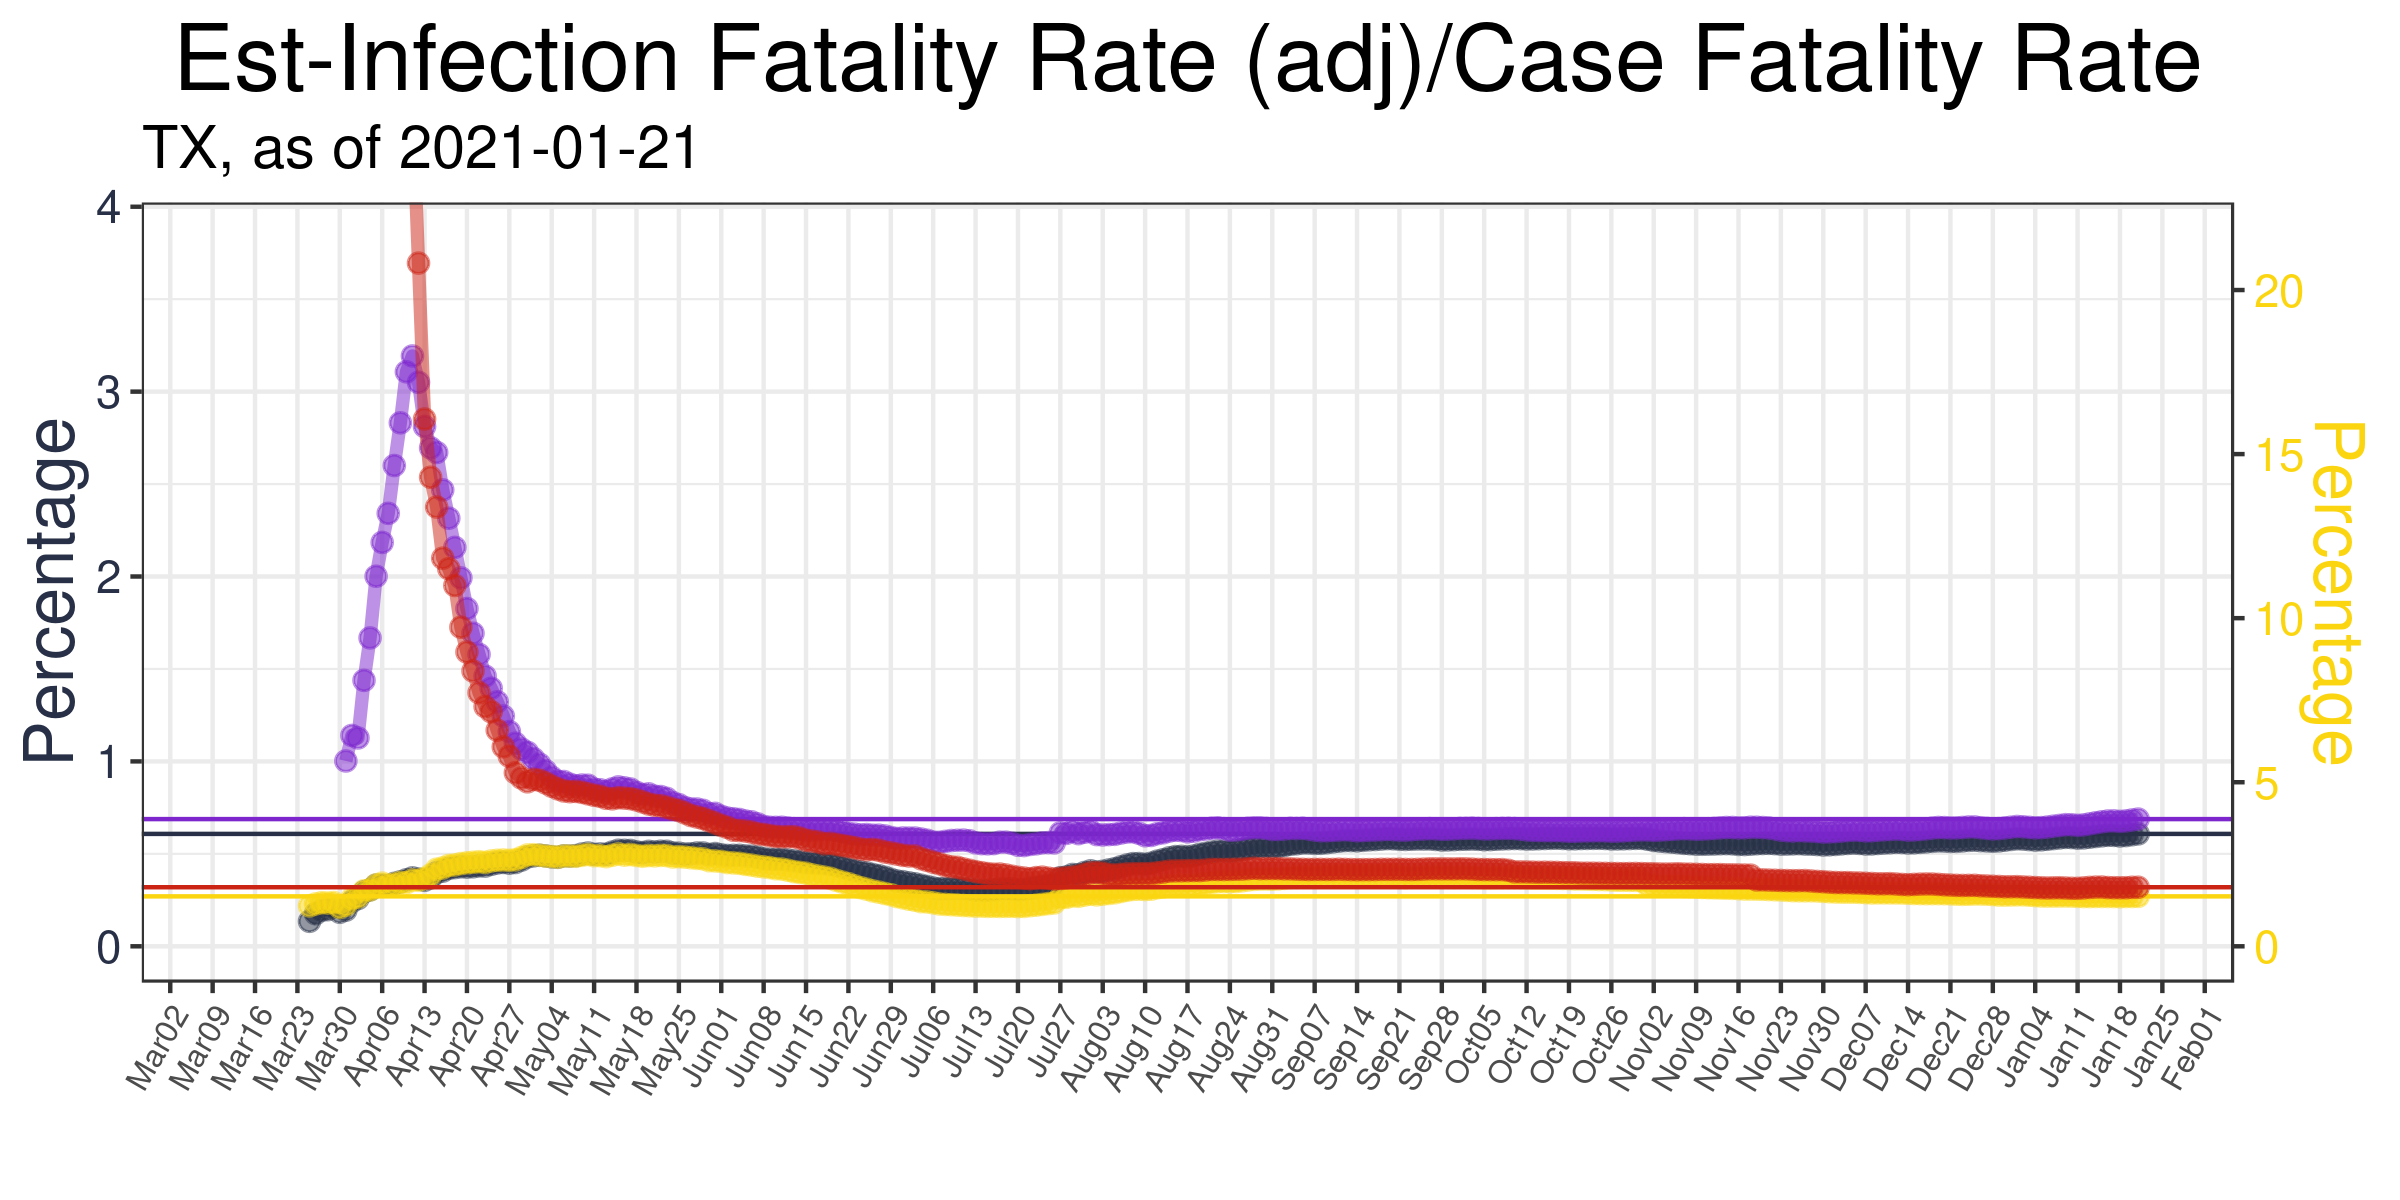 Est-Infection Fatality Rate (adj)/Case Fatality Rate
TX, as of 2021-01-21
Percentage
4
3
2
1
0
20
15
10
5
0
Percentage
Mar02 Mar09 Mar16 Mar23 Mar30 Apr06 Apr13 Apr20 Apr27 May04 May11 May18 May25 Jun01 Jun08 Jun15 Jun22 Jun29 Jul06 Jul13 Jul20 Jul27 Aug03 Aug10 Aug17 Aug24 Aug31 Sep07 Sep14 Sep21 Sep28 Oct05 Oct12 Oct19 Oct26 Nov02 Nov09 Nov16 Nov23 Nov30 Dec07 Dec14 Dec21 Dec28 Jan04 Jan11 Jan18 Jan25 Feb01